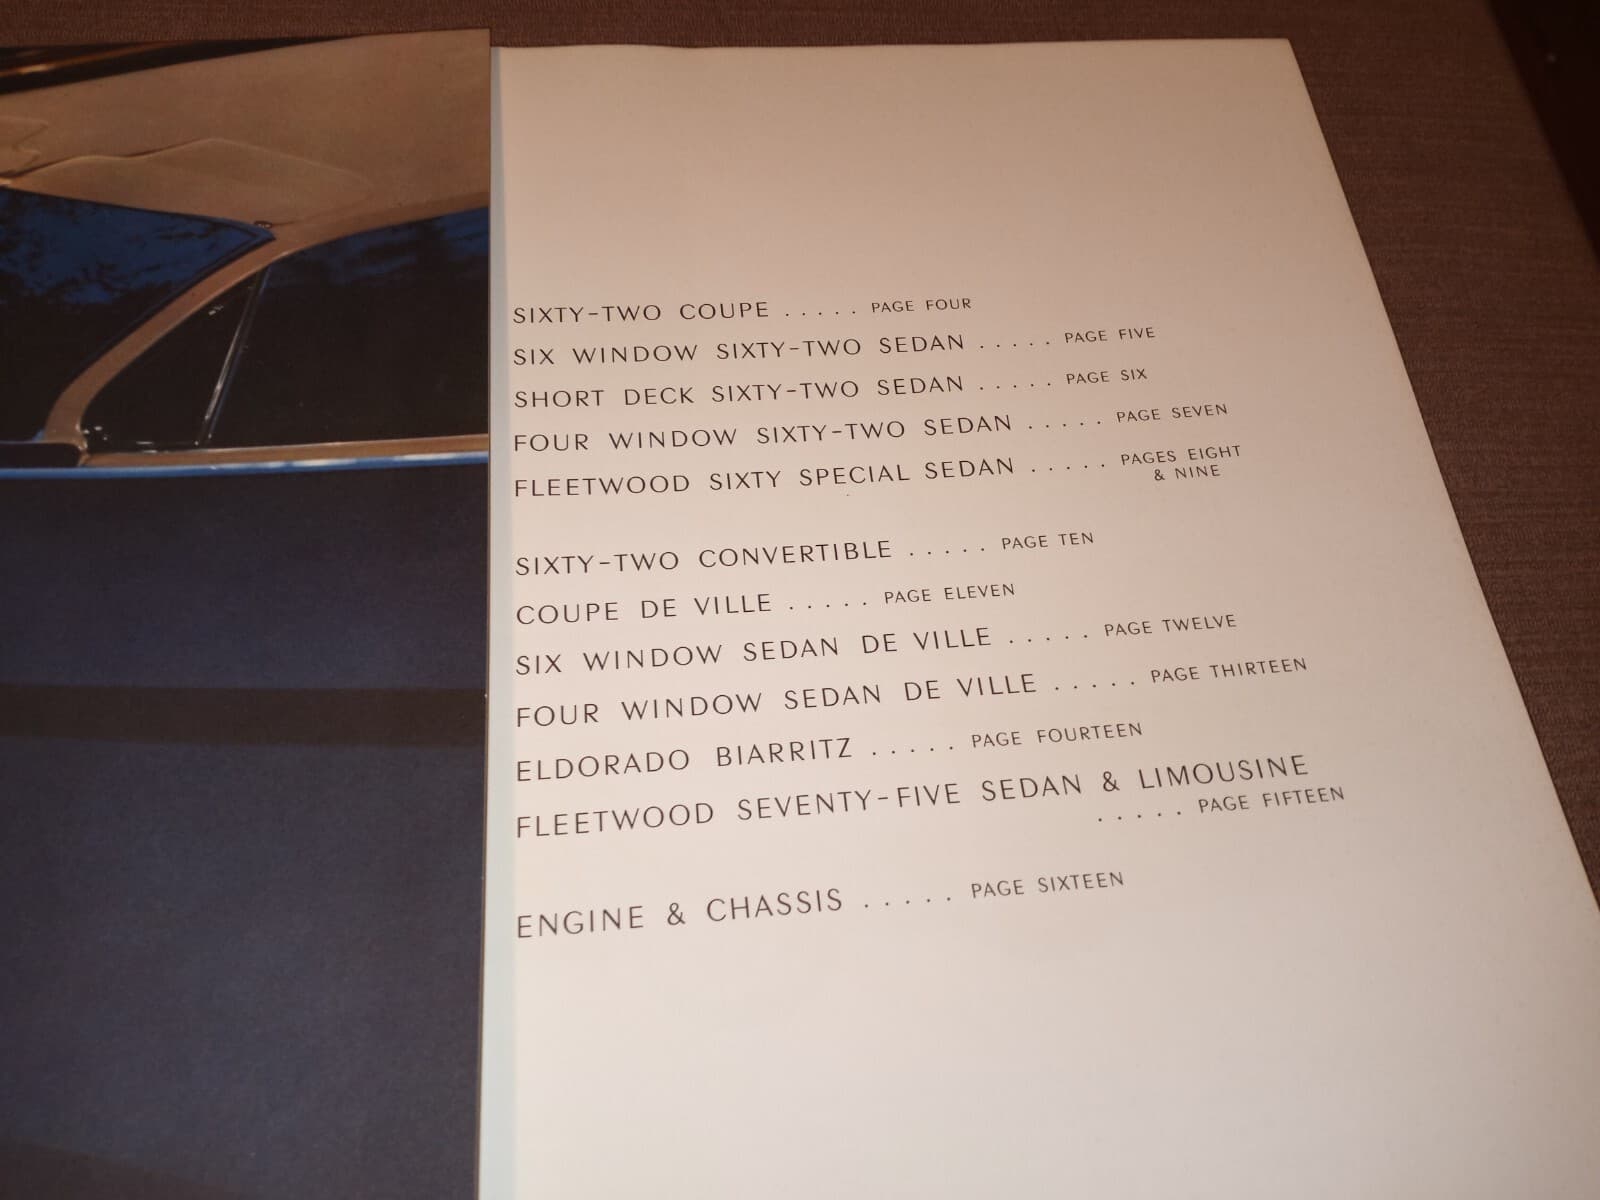 SIXTY-TWO COUPE ..... PAGE FOUR
SIX WINDOW SIXTY-TWO SEDAN ..... PAGE FIVE
SHORT DECK SIXTY-TWO SEDAN ..... PAGE SIX
FOUR WINDOW SIXTY-TWO SEDAN ..... PAGE SEVEN
FLEETWOOD SIXTY SPECIAL SEDAN ..... PAGES EIGHT
& NINE
SIXTY-TWO CONVERTIBLE ..... PAGE TEN
COUPE DE VILLE ..... PAGE ELEVEN
SIX WINDOW SEDAN DE VILLE ..... PAGE TWELVE
FOUR WINDOW SEDAN DE VILLE ..... PAGE THIRTEEN
ELDORADO BIARRITZ ..... PAGE FOURTEEN
FLEETWOOD SEVENTY-FIVE SEDAN & LIMOUSINE
..... PAGE FIFTEEN
ENGINE & CHASSIS ..... PAGE SIXTEEN